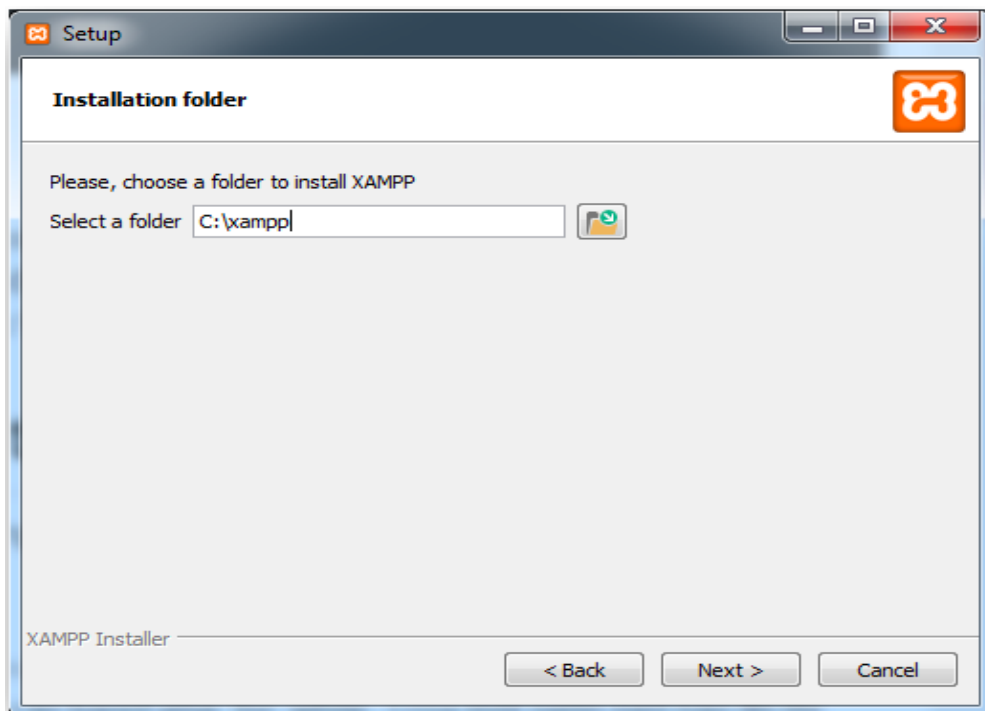 Setup
Installation folder
Please, choose a folder to install XAMPP
Select a folder C:\xampp
XAMPP Installer
< Back Next > Cancel